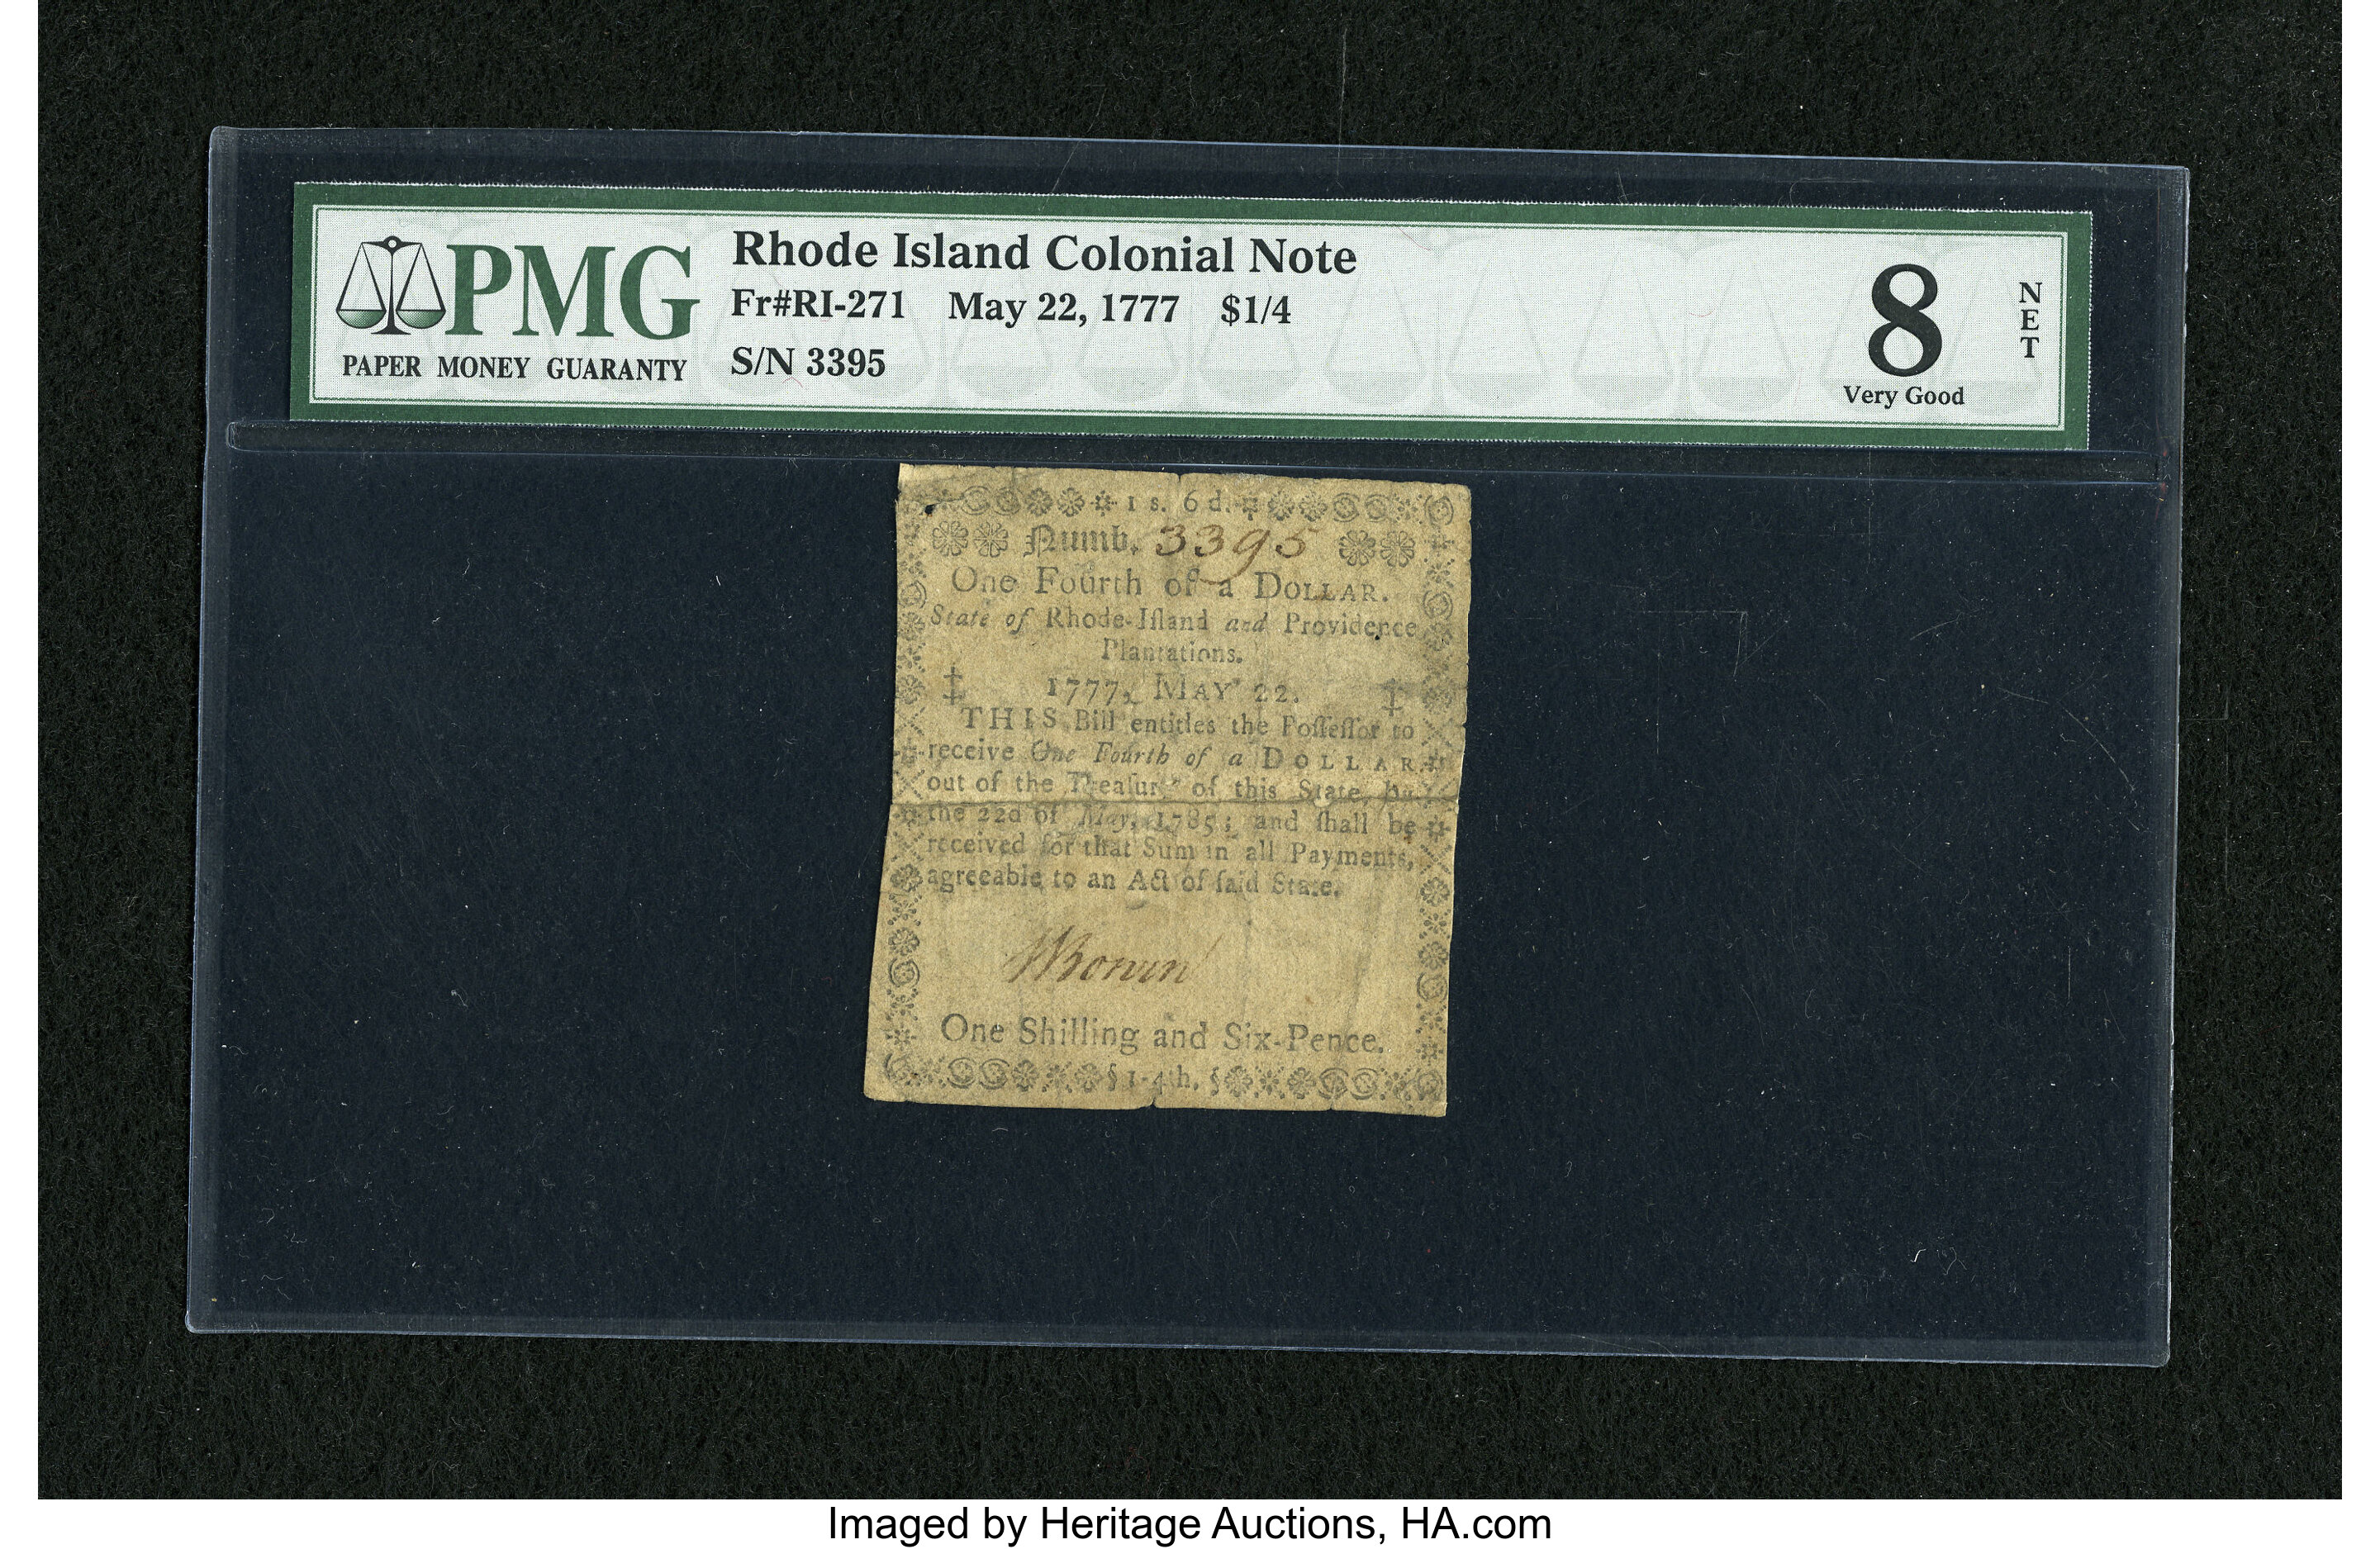 PMG
PAPER MONEY GUARANTY
Rhode Island Colonial Note
Fr#RI-271 May 22, 1777 $1/4
S/N 3395
8
Very Good
NET
1 s. 6 d.
Numb. 3395
One Fourth of a DOLLAR.
State of Rhode-Iſland and Providence
Plantations.
1777, MAY 22.
THIS Bill entitles the Poſſeſſor to
receive One Fourth of a DOLLAR
out of the Treaſury of this State, by
the 22d of May, 1785; and ſhall be
received for that Sum in all Payments,
agreeable to an Act of ſaid State.
One Shilling and Six-Pence.
§ 1-4th. §
Imaged by Heritage Auctions, HA.com